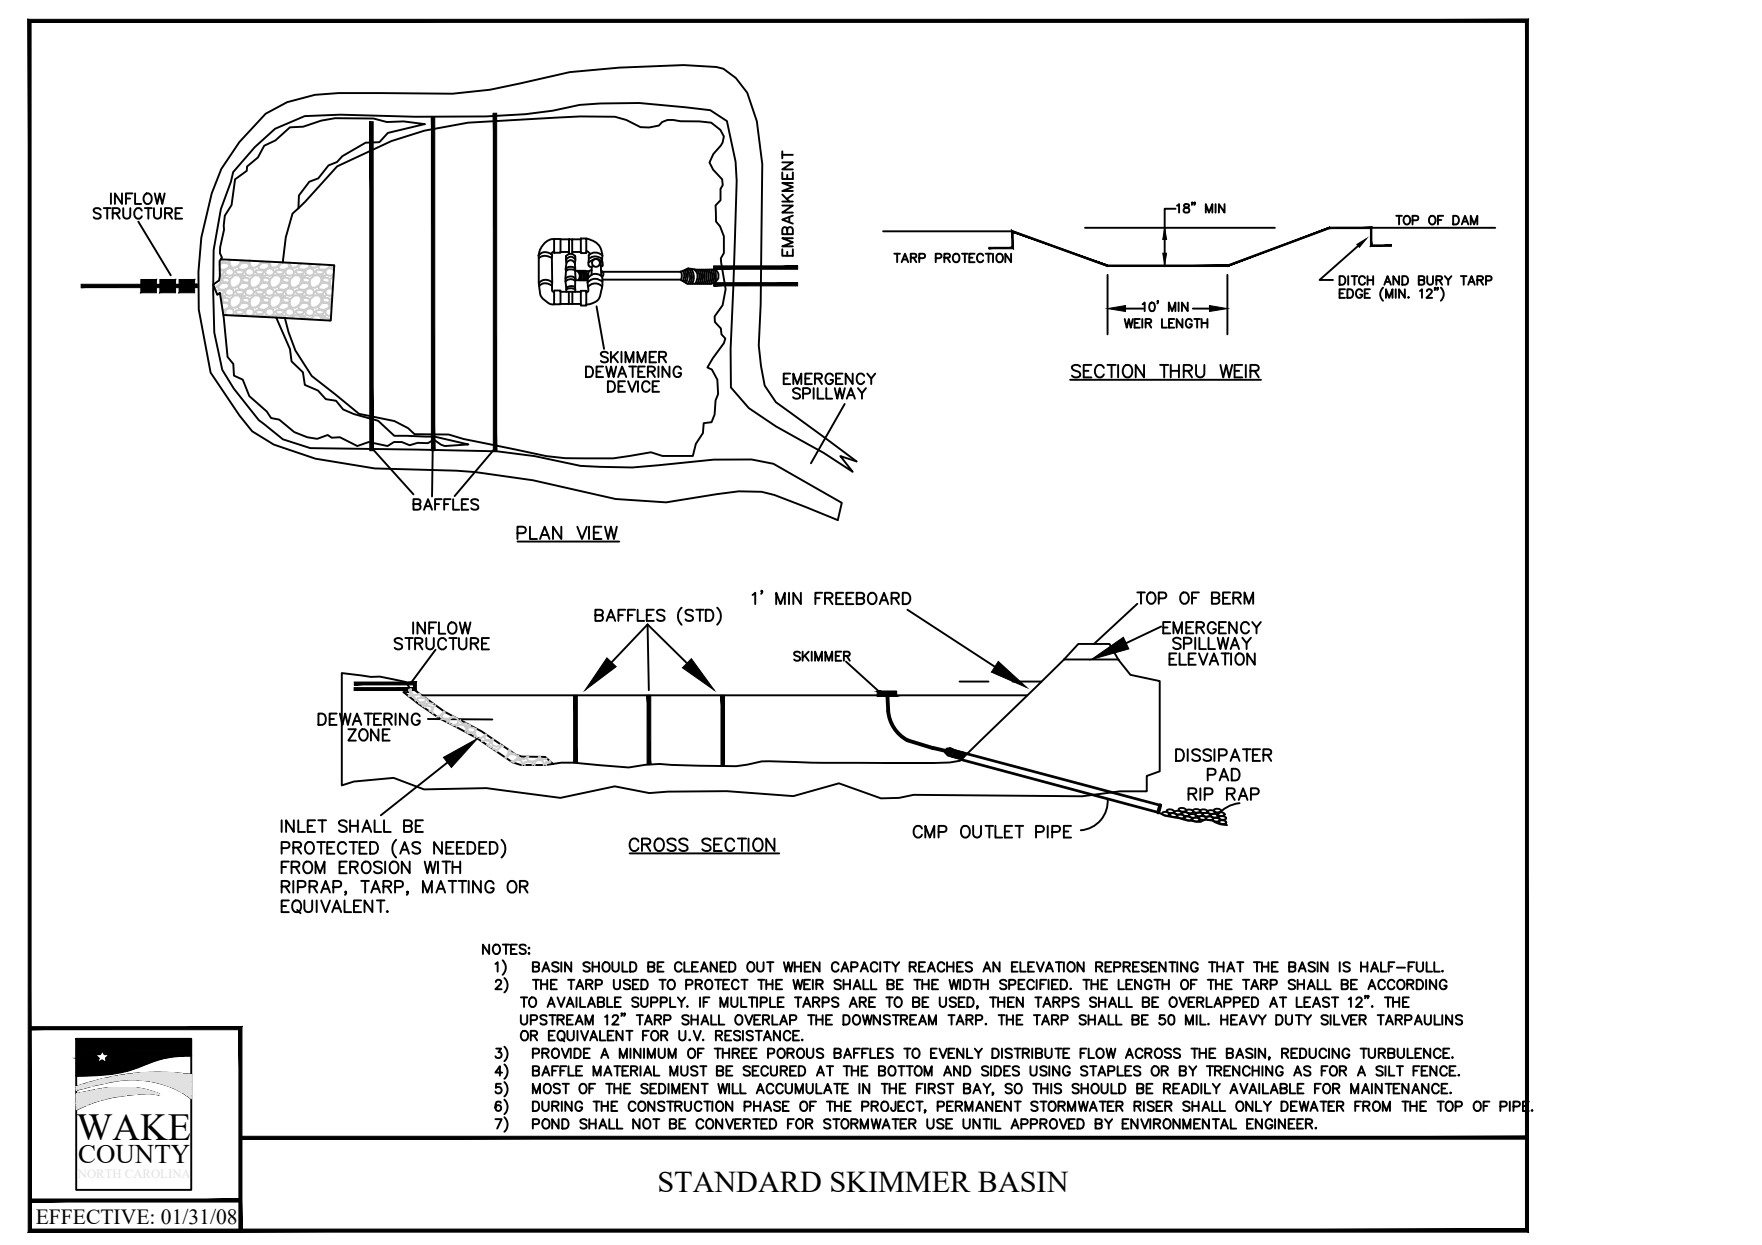 INFLOW
STRUCTURE
EMBANKMENT
SKIMMER
DEWATERING
DEVICE
EMERGENCY
SPILLWAY
BAFFLES
PLAN VIEW
18" MIN
TOP OF DAM
TARP PROTECTION
DITCH AND BURY TARP
EDGE (MIN. 12")
10' MIN
WEIR LENGTH
SECTION THRU WEIR
1' MIN FREEBOARD
TOP OF BERM
BAFFLES (STD)
INFLOW
STRUCTURE
EMERGENCY
SPILLWAY
ELEVATION
SKIMMER
DEWATERING
ZONE
DISSIPATER
PAD
RIP RAP
INLET SHALL BE
PROTECTED (AS NEEDED)
FROM EROSION WITH
RIPRAP, TARP, MATTING OR
EQUIVALENT.
CMP OUTLET PIPE
CROSS SECTION
NOTES:
1) BASIN SHOULD BE CLEANED OUT WHEN CAPACITY REACHES AN ELEVATION REPRESENTING THAT THE BASIN IS HALF-FULL.
2) THE TARP USED TO PROTECT THE WEIR SHALL BE THE WIDTH SPECIFIED. THE LENGTH OF THE TARP SHALL BE ACCORDING
TO AVAILABLE SUPPLY. IF MULTIPLE TARPS ARE TO BE USED, THEN TARPS SHALL BE OVERLAPPED AT LEAST 12". THE
UPSTREAM 12" TARP SHALL OVERLAP THE DOWNSTREAM TARP. THE TARP SHALL BE 50 MIL. HEAVY DUTY SILVER TARPAULINS
OR EQUIVALENT FOR U.V. RESISTANCE.
3) PROVIDE A MINIMUM OF THREE POROUS BAFFLES TO EVENLY DISTRIBUTE FLOW ACROSS THE BASIN, REDUCING TURBULENCE.
4) BAFFLE MATERIAL MUST BE SECURED AT THE BOTTOM AND SIDES USING STAPLES OR BY TRENCHING AS FOR A SILT FENCE.
5) MOST OF THE SEDIMENT WILL ACCUMULATE IN THE FIRST BAY, SO THIS SHOULD BE READILY AVAILABLE FOR MAINTENANCE.
6) DURING THE CONSTRUCTION PHASE OF THE PROJECT, PERMANENT STORMWATER RISER SHALL ONLY DEWATER FROM THE TOP OF PIPE.
7) POND SHALL NOT BE CONVERTED FOR STORMWATER USE UNTIL APPROVED BY ENVIRONMENTAL ENGINEER.
WAKE
COUNTY
NORTH CAROLINA
EFFECTIVE: 01/31/08
STANDARD SKIMMER BASIN